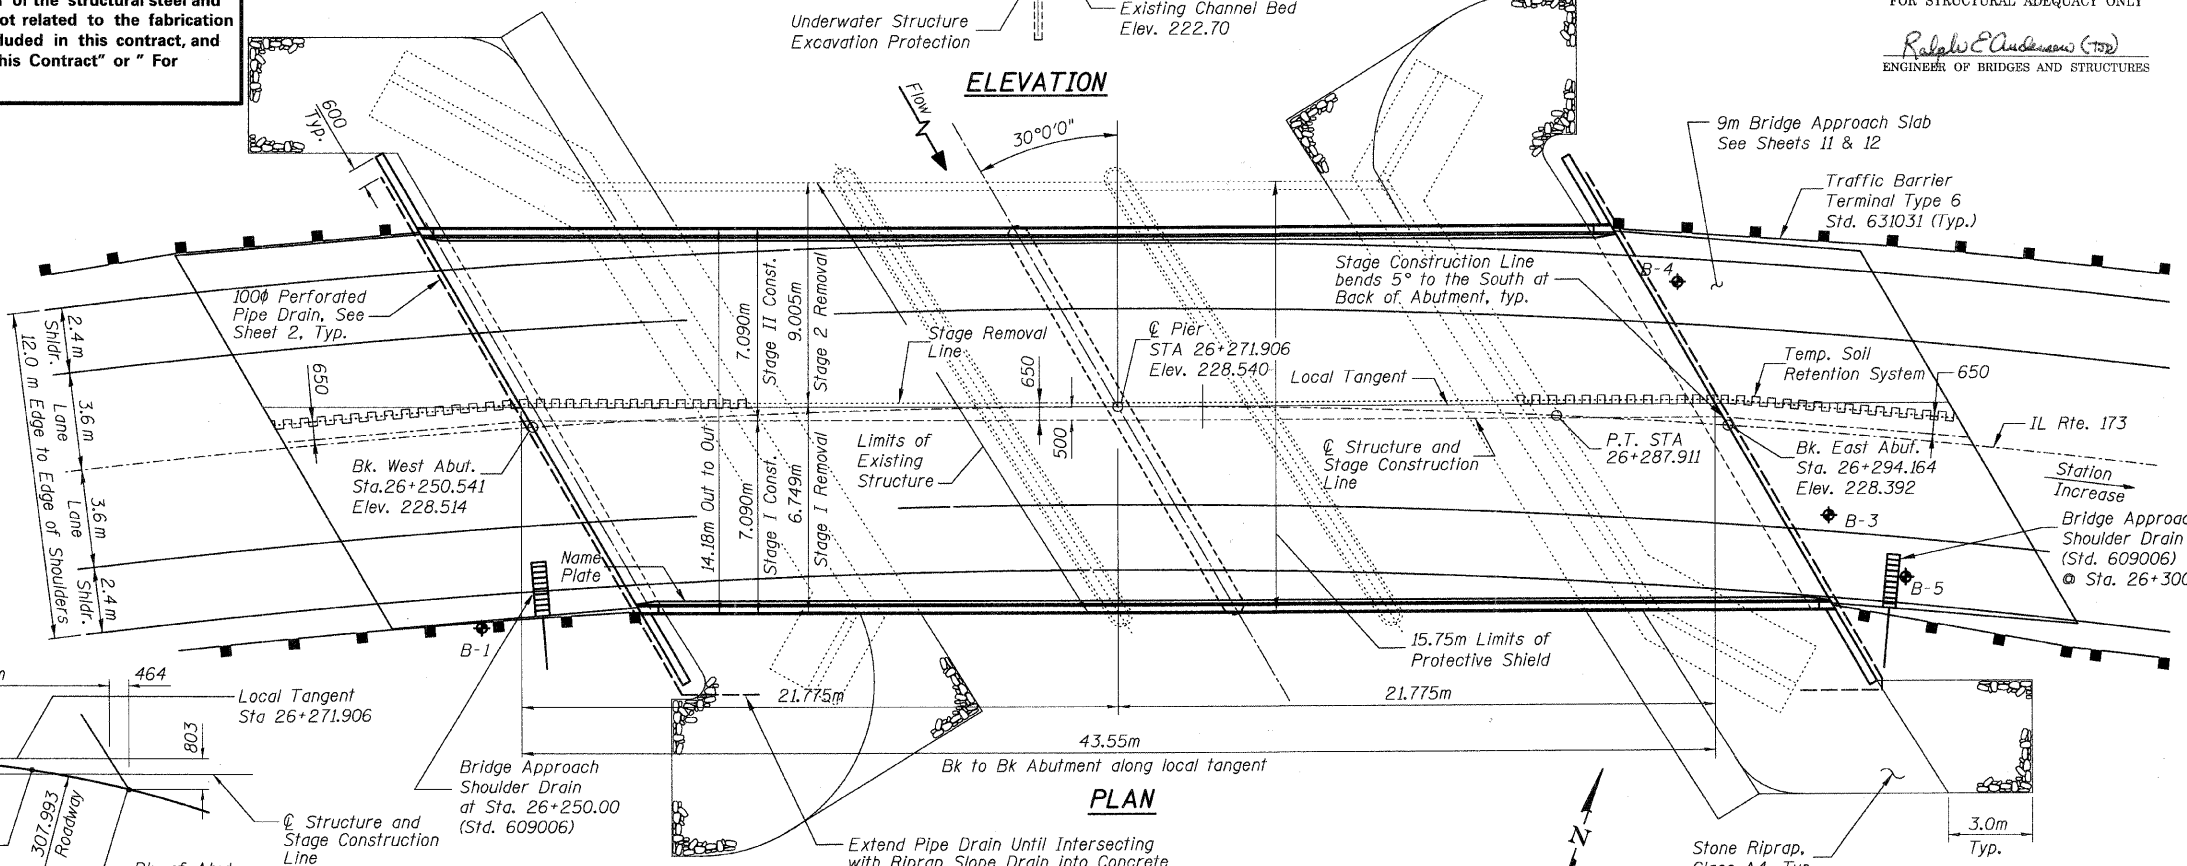 of the structural steel and
ot related to the fabrication
luded in this contract, and
his Contract" or " For
Underwater Structure
Excavation Protection
Existing Channel Bed
Elev. 222.70
ELEVATION
FOR STRUCTURAL ADEQUACY ONLY
Ralph E Anderson (TJD)
ENGINEER OF BRIDGES AND STRUCTURES
Flow
30°0'0"
600
Typ.
9m Bridge Approach Slab
See Sheets 11 & 12
Traffic Barrier
Terminal Type 6
Std. 631031 (Typ.)
B-4
100ϕ Perforated
Pipe Drain, See
Sheet 2, Typ.
Stage Construction Line
bends 5° to the South at
Back of Abutment, typ.
7.090m
Stage II Const.
9.005m
Stage 2 Removal
Stage Removal
Line
℄ Pier
STA 26+271.906
Elev. 228.540
650
500
Local Tangent
Temp. Soil
Retention System
650
IL Rte. 173
2.4 m
Shldr.
3.6 m
Lane
3.6 m
Lane
2.4 m
Shldr.
12.0 m Edge to Edge of Shoulders
650
Bk. West Abut.
Sta.26+250.541
Elev. 228.514
14.18m Out to Out
7.090m
Stage I Const.
6.749m
Stage I Removal
Limits of
Existing
Structure
℄ Structure and
Stage Construction
Line
P.T. STA
26+287.911
Bk. East Abut.
Sta. 26+294.164
Elev. 228.392
Station
Increase
B-3
Bridge Approac
Shoulder Drain
(Std. 609006)
@ Sta. 26+300
B-5
Name
Plate
B-1
15.75m Limits of
Protective Shield
21.775m
21.775m
43.55m
Bk to Bk Abutment along local tangent
PLAN
m
464
Local Tangent
Sta 26+271.906
803
307.993
Roadway
℄ Structure and
Stage Construction
Line
Bk. of Abut.
Bridge Approach
Shoulder Drain
at Sta. 26+250.00
(Std. 609006)
Extend Pipe Drain Until Intersecting
with Riprap Slope Drain into Concrete
N
Stone Riprap,
Class A4, Typ.
3.0m
Typ.